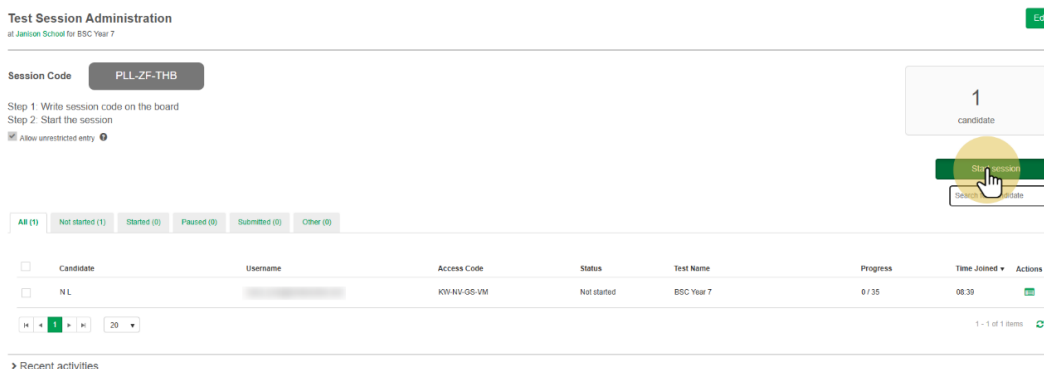 Test Session Administration
at Janison School for BSC Year 7
Session Code PLL-ZF-THB
Step 1: Write session code on the board
Step 2: Start the session
Allow unrestricted entry
1
candidate
Start session
Search
All (1) Not started (1) Started (0) Paused (0) Submitted (0) Other (0)
Candidate Username Access Code Status Test Name Progress Time Joined Actions
N L KW-NV-GS-VM Not started BSC Year 7 0 / 35 08:39
1 20 1 - 1 of 1 items
Recent activities